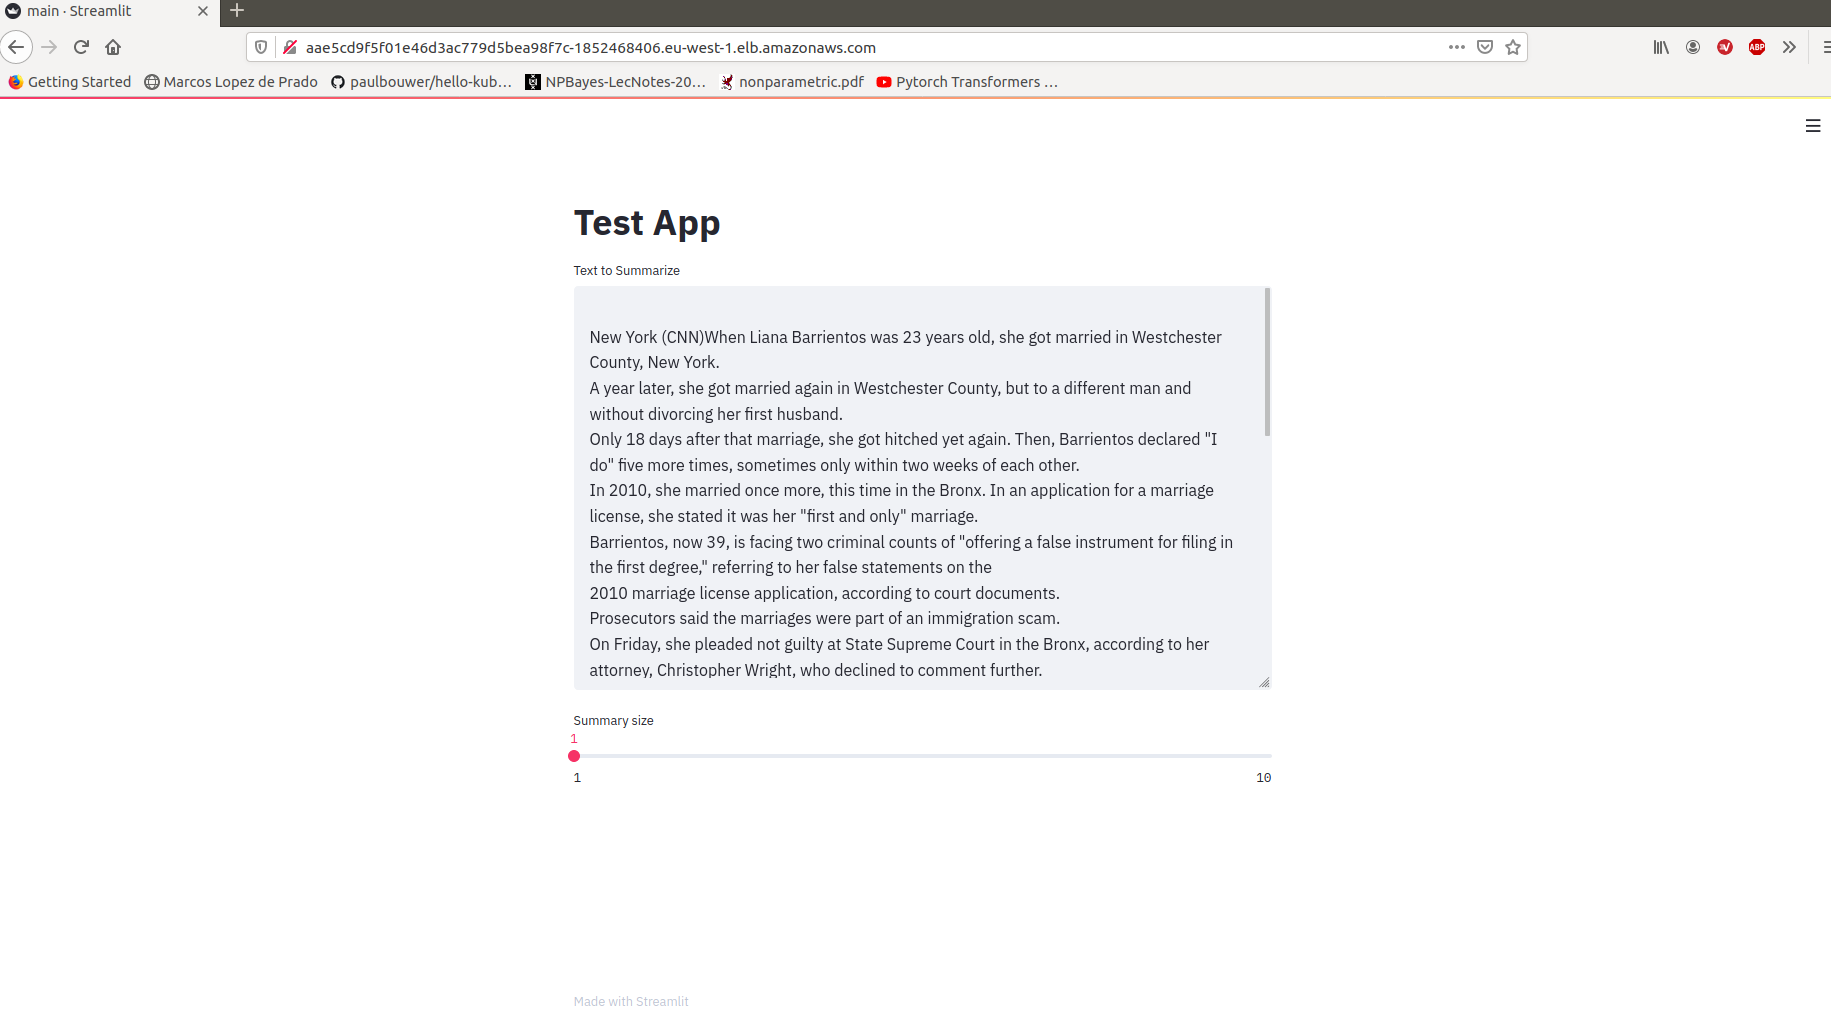 main · Streamlit
aae5cd9f5f01e46d3ac779d5bea98f7c-1852468406.eu-west-1.elb.amazonaws.com
ABP
Getting Started
Marcos Lopez de Prado
paulbouwer/hello-kub...
NPBayes-LecNotes-20...
nonparametric.pdf
Pytorch Transformers ...
Test App
Text to Summarize
New York (CNN)When Liana Barrientos was 23 years old, she got married in Westchester
County, New York.
A year later, she got married again in Westchester County, but to a different man and
without divorcing her first husband.
Only 18 days after that marriage, she got hitched yet again. Then, Barrientos declared "I
do" five more times, sometimes only within two weeks of each other.
In 2010, she married once more, this time in the Bronx. In an application for a marriage
license, she stated it was her "first and only" marriage.
Barrientos, now 39, is facing two criminal counts of "offering a false instrument for filing in
the first degree," referring to her false statements on the
2010 marriage license application, according to court documents.
Prosecutors said the marriages were part of an immigration scam.
On Friday, she pleaded not guilty at State Supreme Court in the Bronx, according to her
attorney, Christopher Wright, who declined to comment further.
Summary size
1
1
10
Made with Streamlit